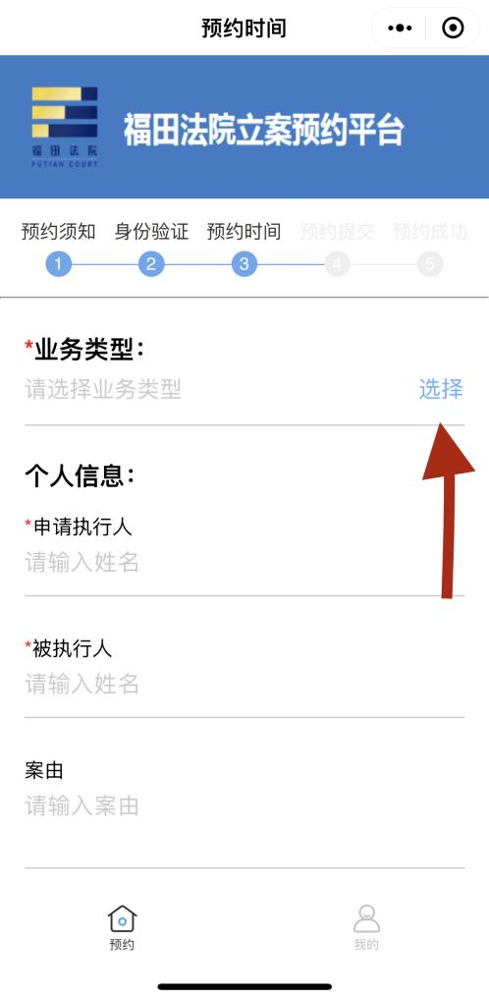 预约时间
福田法院
FUTIAN COURT
福田法院立案预约平台
预约须知 身份验证 预约时间 预约提交 预约成功
1 2 3 4 5
*业务类型：
请选择业务类型 选择
个人信息：
*申请执行人
请输入姓名
*被执行人
请输入姓名
案由
请输入案由
预约 我的